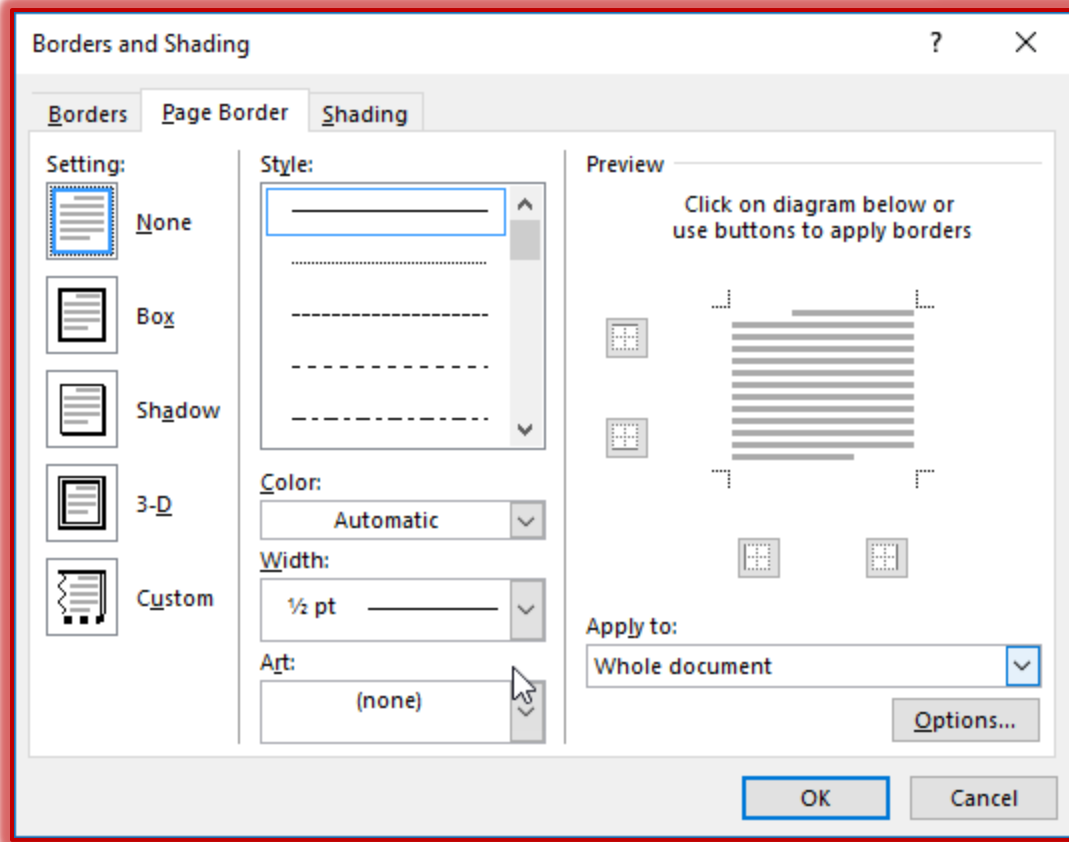 Borders and Shading
?
Borders
Page Border
Shading
Setting:
None
Box
Shadow
3-D
Custom
Style:
Color:
Automatic
Width:
½ pt
Art:
(none)
Preview
Click on diagram below or
use buttons to apply borders
Apply to:
Whole document
Options...
OK
Cancel